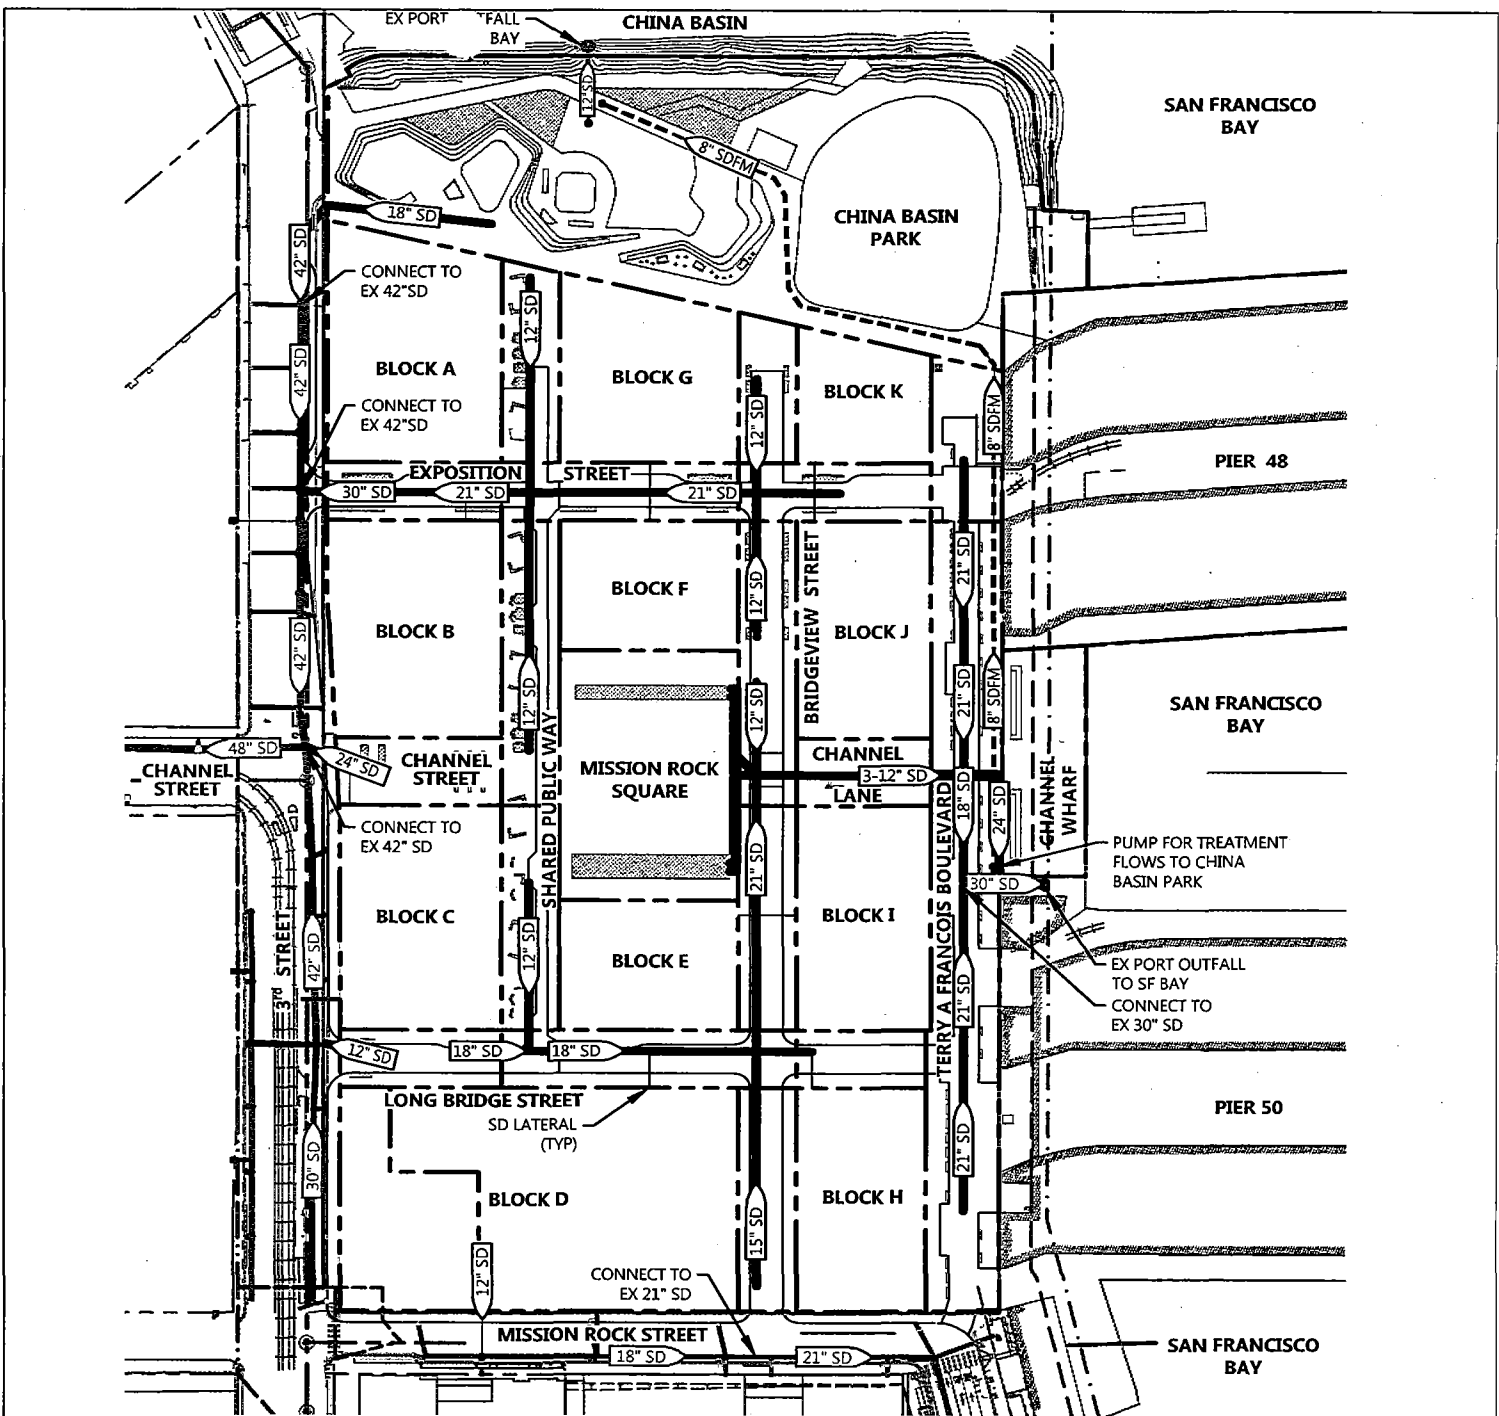 EX PORT
TFALL
BAY
CHINA BASIN
SAN FRANCISCO
BAY
12" SD
8" SDFM
18" SD
CHINA BASIN
PARK
42" SD
CONNECT TO
EX 42"SD
12" SD
42" SD
BLOCK A
BLOCK G
BLOCK K
8" SDFM
CONNECT TO
EX 42"SD
12" SD
EXPOSITION STREET
PIER 48
30" SD
21" SD
21" SD
21" SD
BLOCK F
12" SD
BRIDGEVIEW STREET
BLOCK B
BLOCK J
42" SD
12" SD
12" SD
21" SD
8" SDFM
SAN FRANCISCO
BAY
48" SD
24" SD
CHANNEL
STREET
CHANNEL
STREET
SHARED PUBLIC WAY
MISSION ROCK
SQUARE
CHANNEL
3-12" SD
LANE
18" SD
24" SD
CHANNEL
WHARF
CONNECT TO
EX 42" SD
PUMP FOR TREATMENT
FLOWS TO CHINA
BASIN PARK
21" SD
30" SD
BLOCK C
BLOCK I
TERRY A FRANCOIS BOULEVARD
3rd STREET
42" SD
12" SD
BLOCK E
21" SD
EX PORT OUTFALL
TO SF BAY
CONNECT TO
EX 30" SD
12" SD
18" SD
18" SD
LONG BRIDGE STREET
SD LATERAL
(TYP)
PIER 50
30" SD
21" SD
BLOCK D
BLOCK H
15" SD
12" SD
CONNECT TO
EX 21" SD
MISSION ROCK STREET
18" SD
21" SD
SAN FRANCISCO
BAY